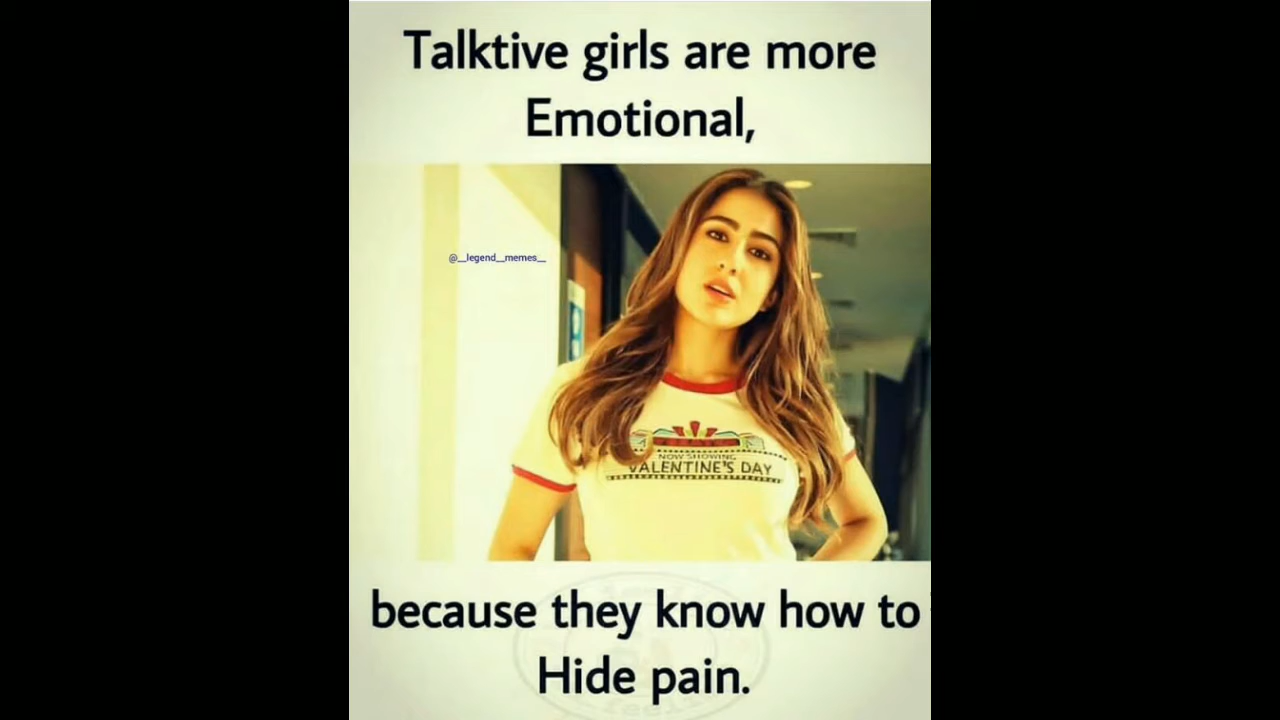 Talktive girls are more
Emotional,
@__legend__memes__
NOW SHOWING
VALENTINE'S DAY
because they know how to
Hide pain.